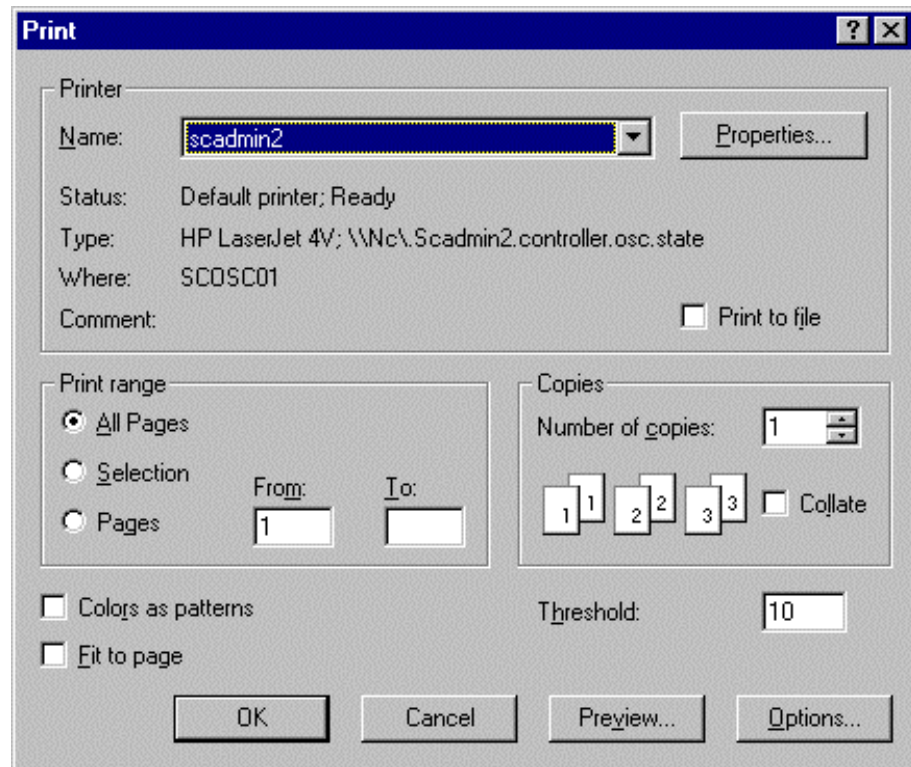 Print
Printer
Name: scadmin2 Properties...
Status: Default printer; Ready
Type: HP LaserJet 4V; \\Nc\.Scadmin2.controller.osc.state
Where: SCOSC01
Comment: Print to file
Print range
All Pages
Selection
Pages
From: To:
1
Copies
Number of copies: 1
1 1 2 2 3 3 Collate
Colors as patterns
Fit to page
Threshold: 10
OK Cancel Preview... Options...